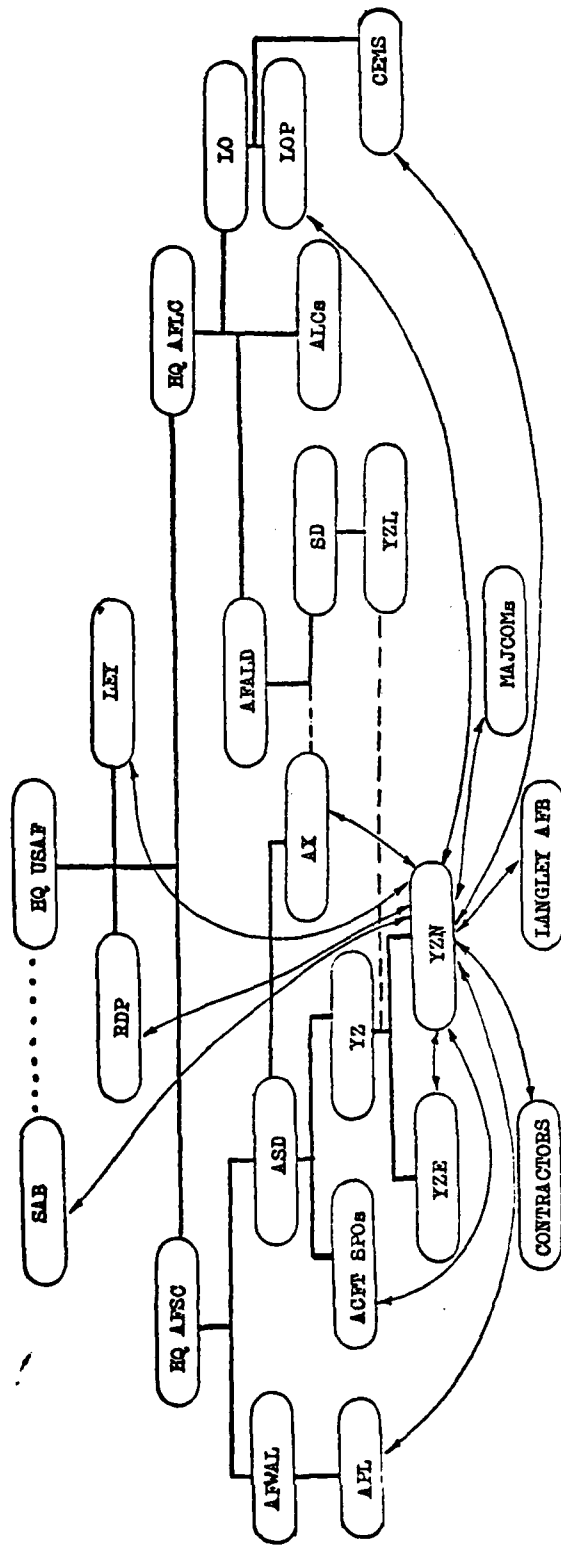 HQ USAF
SAB
LEY
RDP
HQ AFLC
HQ AFSC
LO
LOP
CEMS
AFALD
ALCs
SD
YZL
ASD
AX
AFWAL
APL
ACFT SPOs
YZ
YZE
YZN
MAJCOMs
CONTRACTORS
LANGLEY AFB